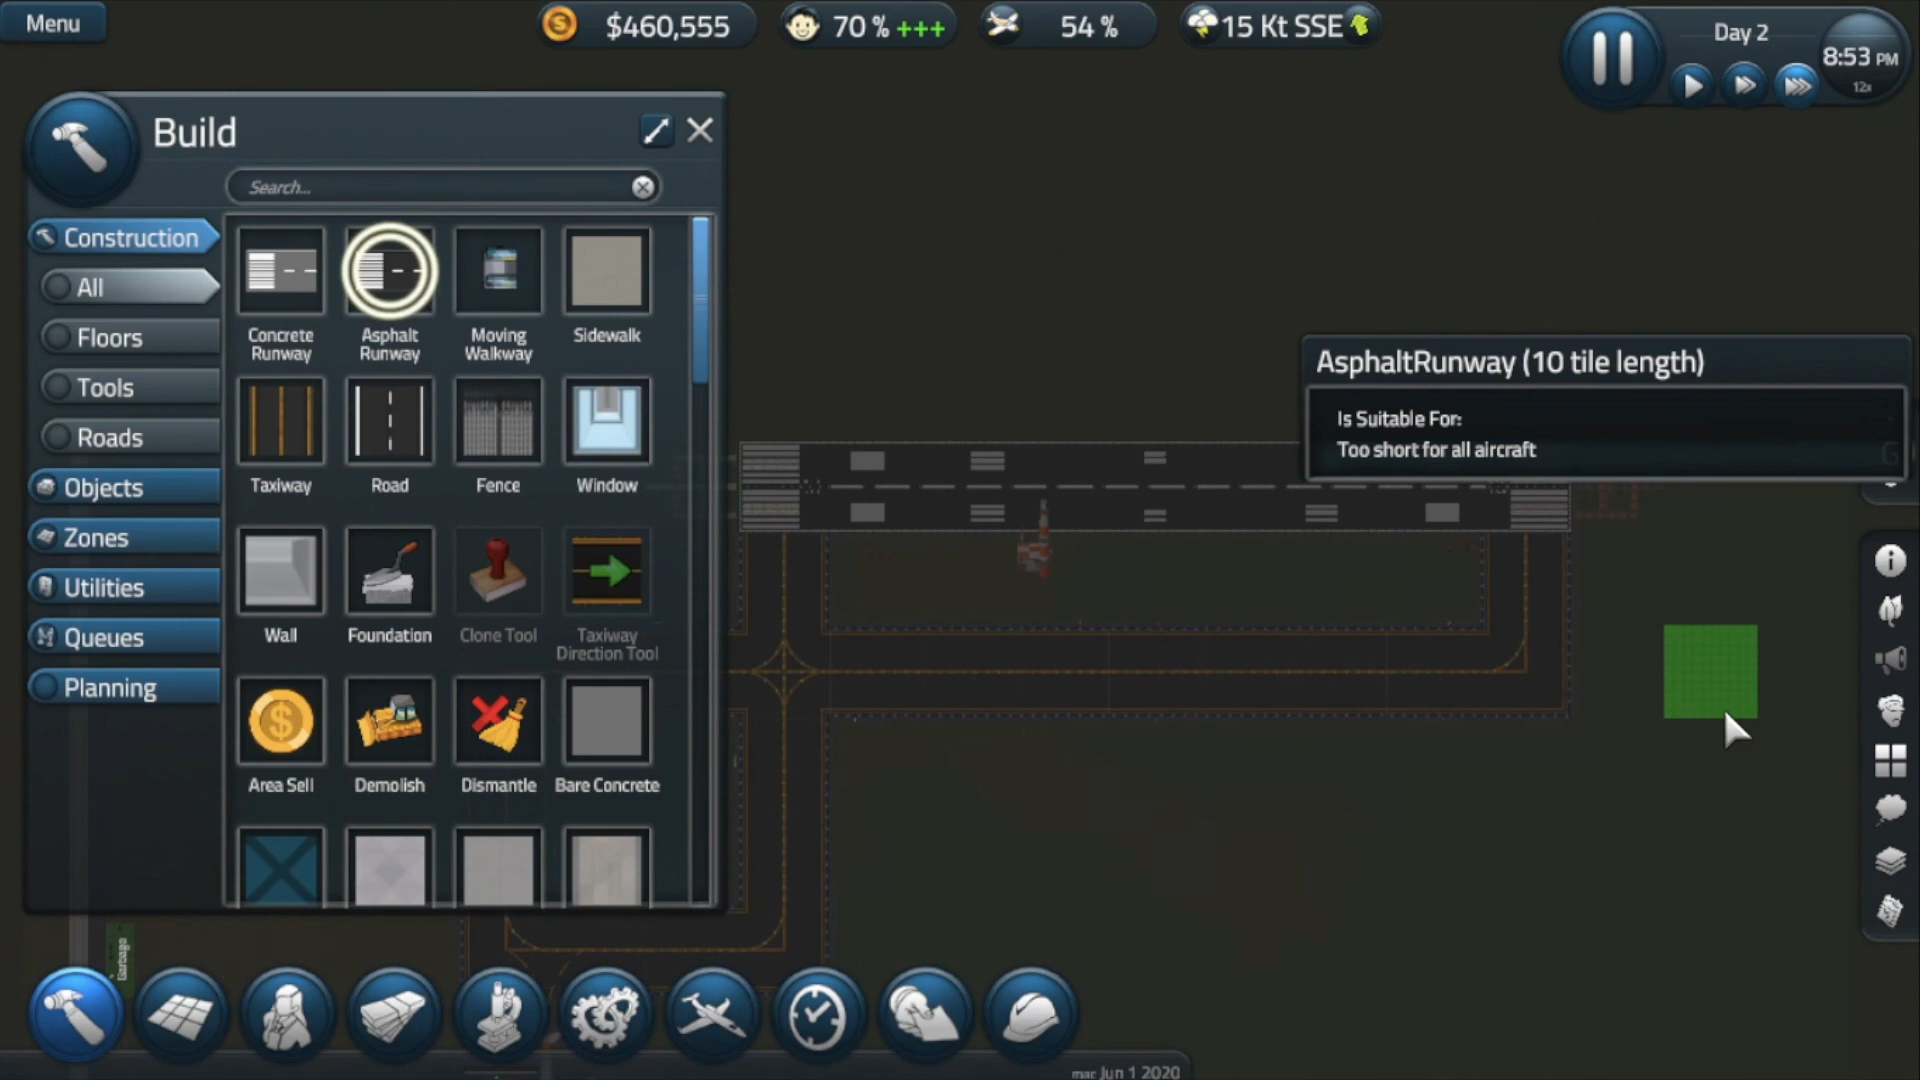 Menu
$460,555
70 % +++
54 %
15 Kt SSE
Day 2
8:53 PM
12x
Build
Search...
Construction
All
Floors
Tools
Roads
Objects
Zones
Utilities
Queues
Planning
Concrete
Runway
Asphalt
Runway
Moving
Walkway
Sidewalk
Taxiway
Road
Fence
Window
Wall
Foundation
Clone Tool
Taxiway
Direction Tool
Area Sell
Demolish
Dismantle
Bare Concrete
AsphaltRunway (10 tile length)
Is Suitable For:
Too short for all aircraft
Garbage
mac Jun 1 2020